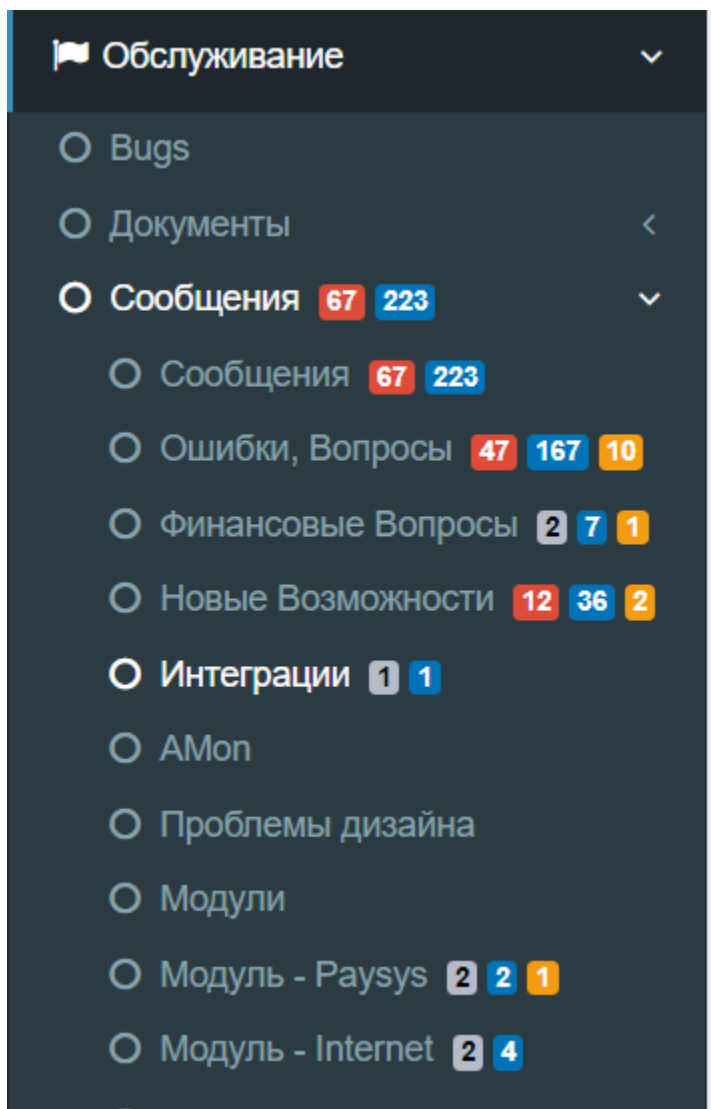 Обслуживание
Bugs
Документы
Сообщения 67 223
Сообщения 67 223
Ошибки, Вопросы 47 167 10
Финансовые Вопросы 2 7 1
Новые Возможности 12 36 2
Интеграции 1 1
AMon
Проблемы дизайна
Модули
Модуль - Paysys 2 2 1
Модуль - Internet 2 4